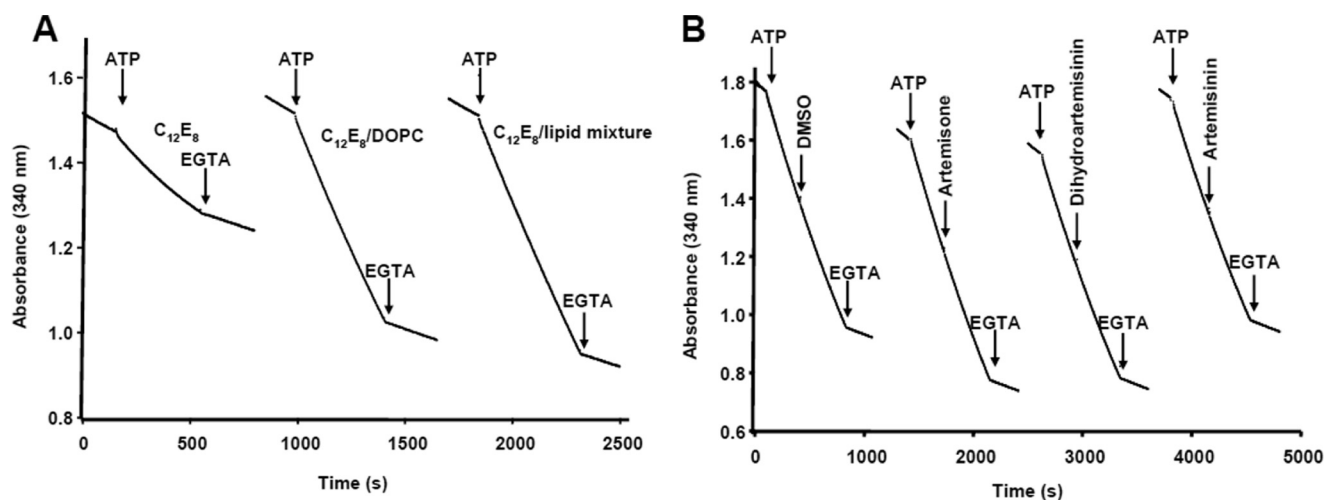 A
ATP
ATP
ATP
C12E8
EGTA
C12E8/DOPC
EGTA
C12E8/lipid mixture
EGTA
Absorbance (340 nm)
1.6
1.4
1.2
1.0
0.8
0
500
1000
1500
2000
2500
Time (s)
B
ATP
DMSO
EGTA
ATP
Artemisone
EGTA
ATP
Dihydroartemisinin
EGTA
ATP
Artemisinin
EGTA
Absorbance (340 nm)
1.8
1.6
1.4
1.2
1.0
0.8
0.6
0
1000
2000
3000
4000
5000
Time (s)